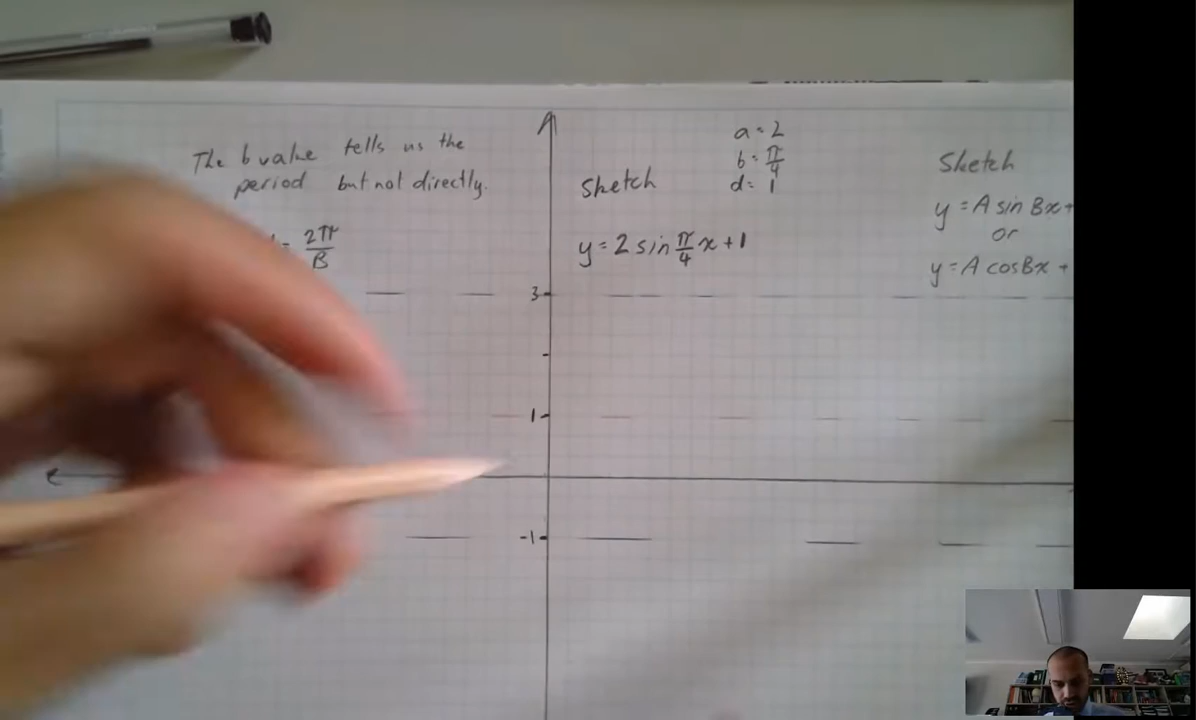 The b value tells us the
period but not directly.
= 2π/B
Sketch
a = 2
b = π/4
d = 1
y = 2 sin π/4 x + 1
Sketch
y = A sin Bx +
or
y = A cos Bx +
3
1
-1